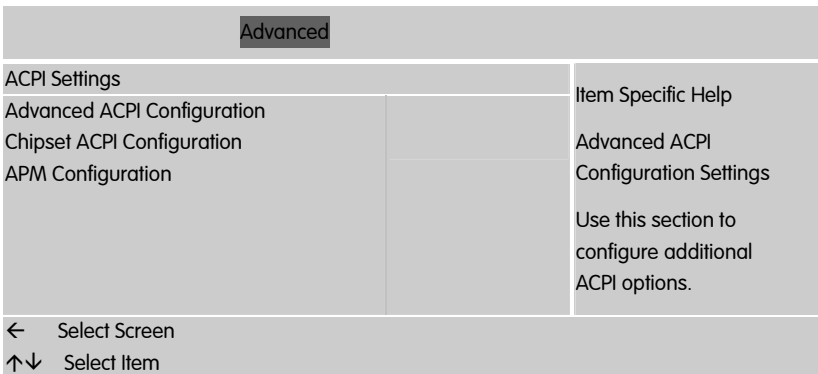 Advanced
ACPI Settings
Advanced ACPI Configuration
Chipset ACPI Configuration
APM Configuration
Item Specific Help
Advanced ACPI
Configuration Settings
Use this section to
configure additional
ACPI options.
← Select Screen
↑↓ Select Item